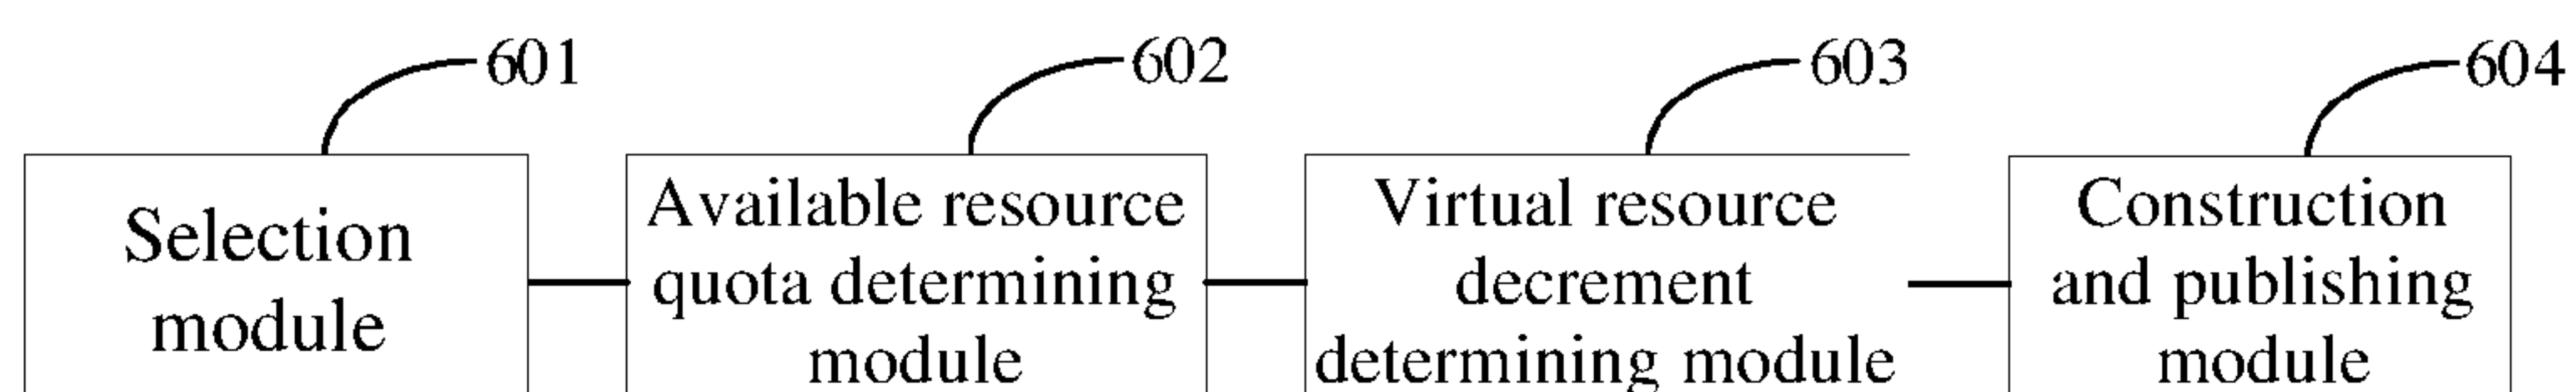 601
602
603
604
Selection
module
Available resource
quota determining
module
Virtual resource
decrement
determining module
Construction
and publishing
module